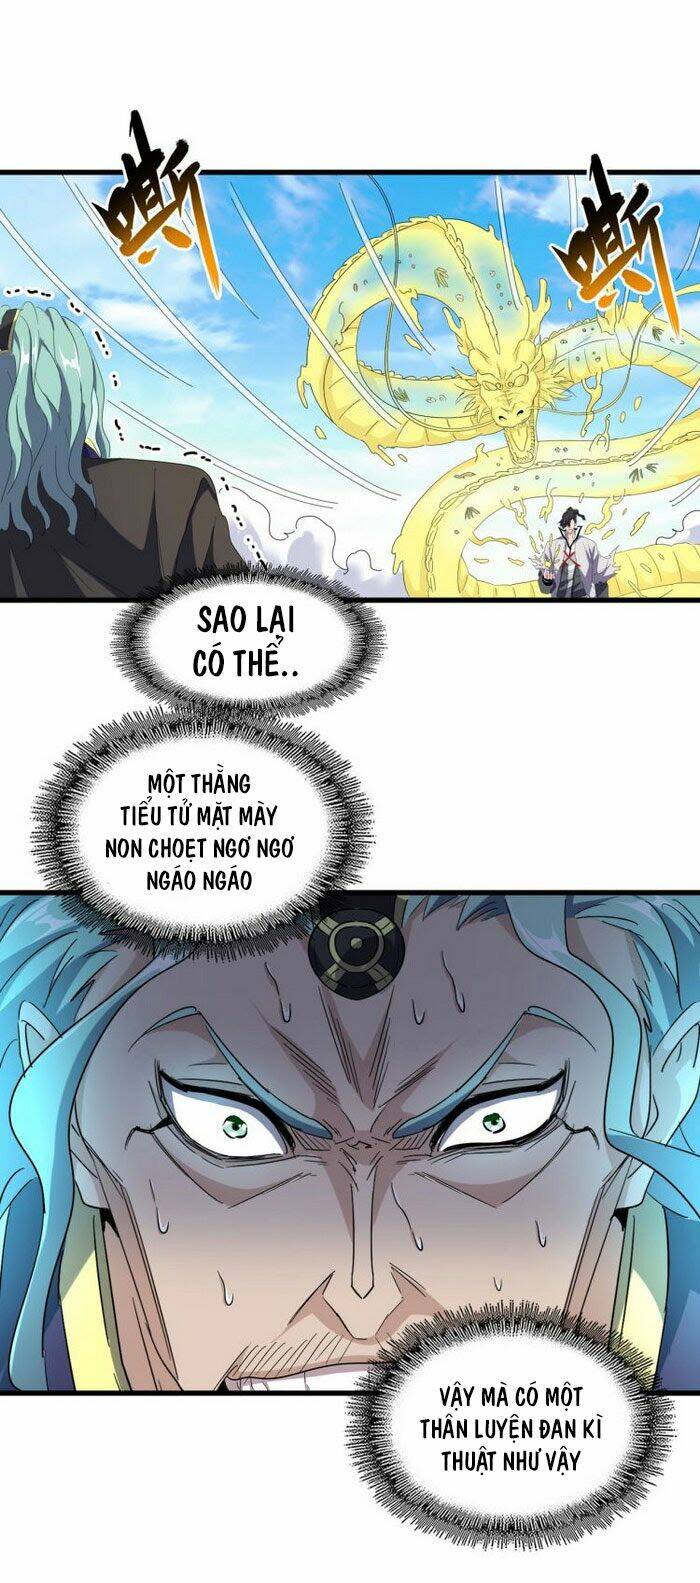 嘶
嘶
SAO LẠI
CÓ THỂ..
MỘT THẰNG
TIỂU TỬ MẶT MÀY
NON CHOẸT NGƠ NGƠ
NGÁO NGÁO
VẬY MÀ CÓ MỘT
THÂN LUYỆN ĐAN KÌ
THUẬT NHƯ VẬY